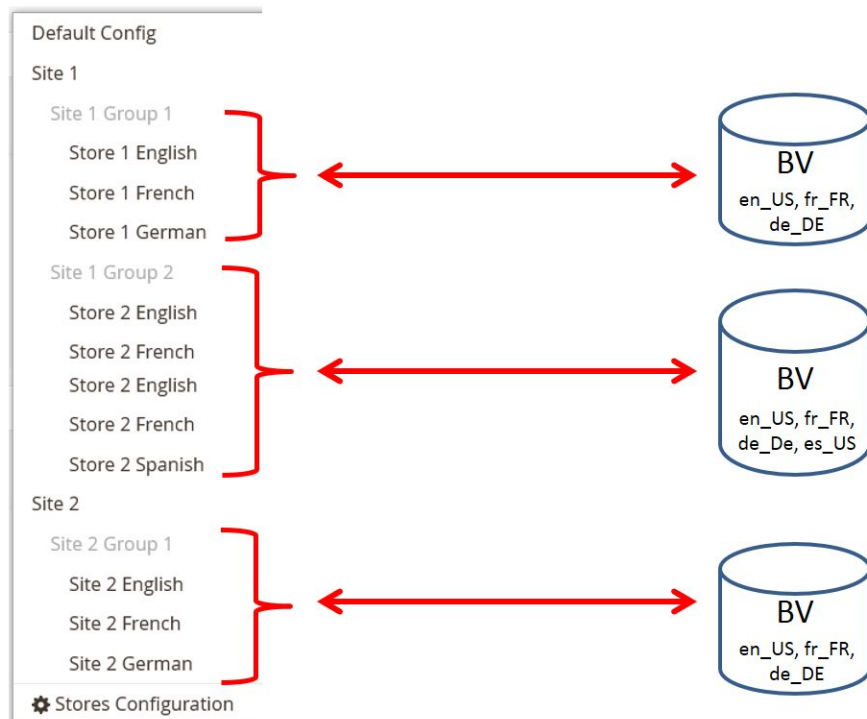 Default Config
Site 1
Site 1 Group 1
Store 1 English
Store 1 French
Store 1 German
Site 1 Group 2
Store 2 English
Store 2 French
Store 2 English
Store 2 French
Store 2 Spanish
Site 2
Site 2 Group 1
Site 2 English
Site 2 French
Site 2 German
Stores Configuration
BV
en_US, fr_FR,
de_DE
BV
en_US, fr_FR,
de_De, es_US
BV
en_US, fr_FR,
de_DE